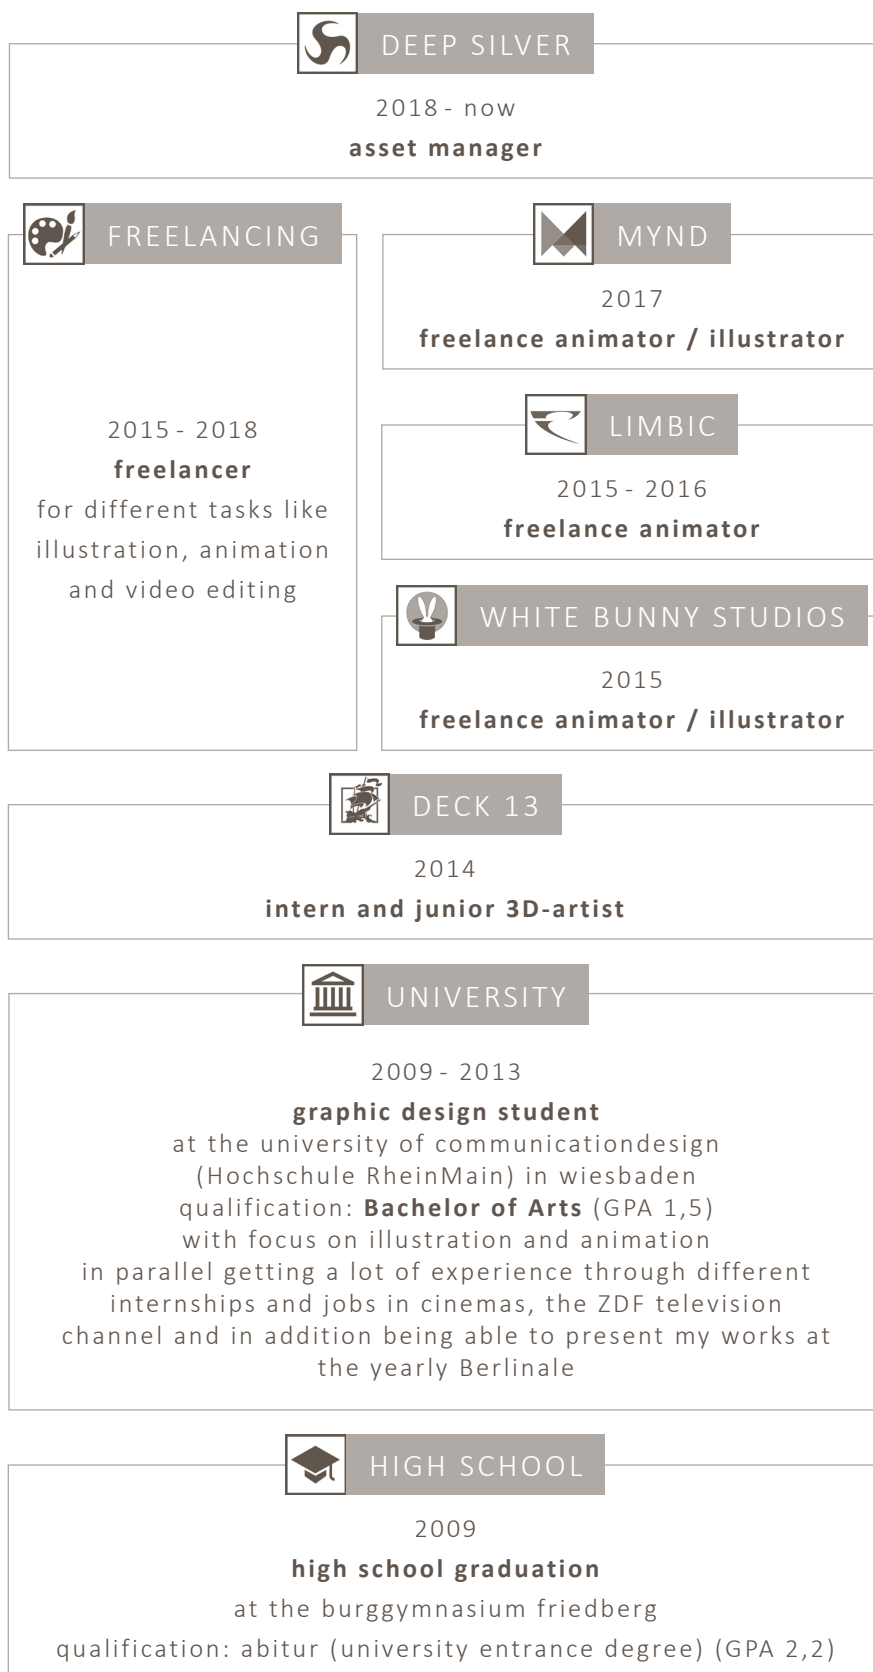 DEEP SILVER
2018 - now
asset manager
FREELANCING
2015 - 2018
freelancer
for different tasks like
illustration, animation
and video editing
MYND
2017
freelance animator / illustrator
LIMBIC
2015 - 2016
freelance animator
WHITE BUNNY STUDIOS
2015
freelance animator / illustrator
DECK 13
2014
intern and junior 3D-artist
UNIVERSITY
2009 - 2013
graphic design student
at the university of communicationdesign
(Hochschule RheinMain) in wiesbaden
qualification: Bachelor of Arts (GPA 1,5)
with focus on illustration and animation
in parallel getting a lot of experience through different
internships and jobs in cinemas, the ZDF television
channel and in addition being able to present my works at
the yearly Berlinale
HIGH SCHOOL
2009
high school graduation
at the burggymnasium friedberg
qualification: abitur (university entrance degree) (GPA 2,2)